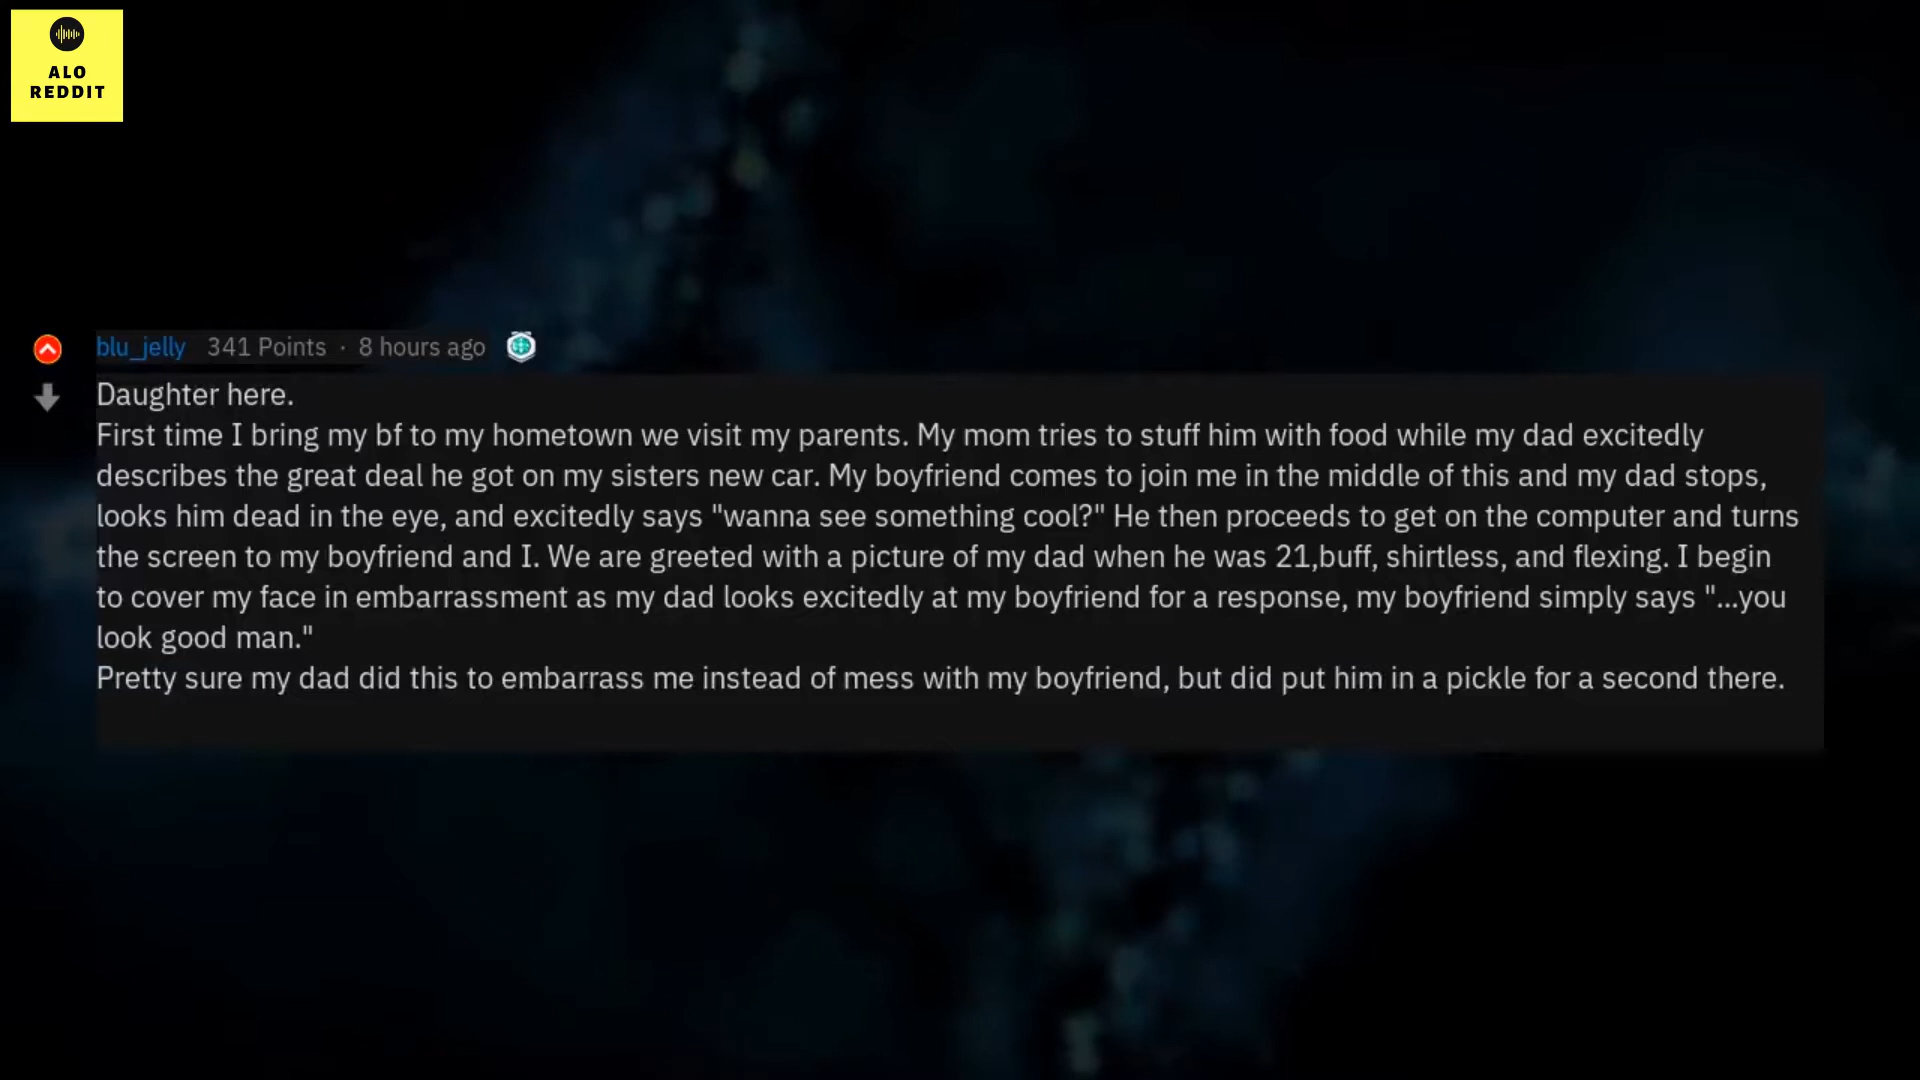 ALO
REDDIT
blu_jelly 341 Points · 8 hours ago
Daughter here.
First time I bring my bf to my hometown we visit my parents. My mom tries to stuff him with food while my dad excitedly
describes the great deal he got on my sisters new car. My boyfriend comes to join me in the middle of this and my dad stops,
looks him dead in the eye, and excitedly says "wanna see something cool?" He then proceeds to get on the computer and turns
the screen to my boyfriend and I. We are greeted with a picture of my dad when he was 21,buff, shirtless, and flexing. I begin
to cover my face in embarrassment as my dad looks excitedly at my boyfriend for a response, my boyfriend simply says "...you
look good man."
Pretty sure my dad did this to embarrass me instead of mess with my boyfriend, but did put him in a pickle for a second there.